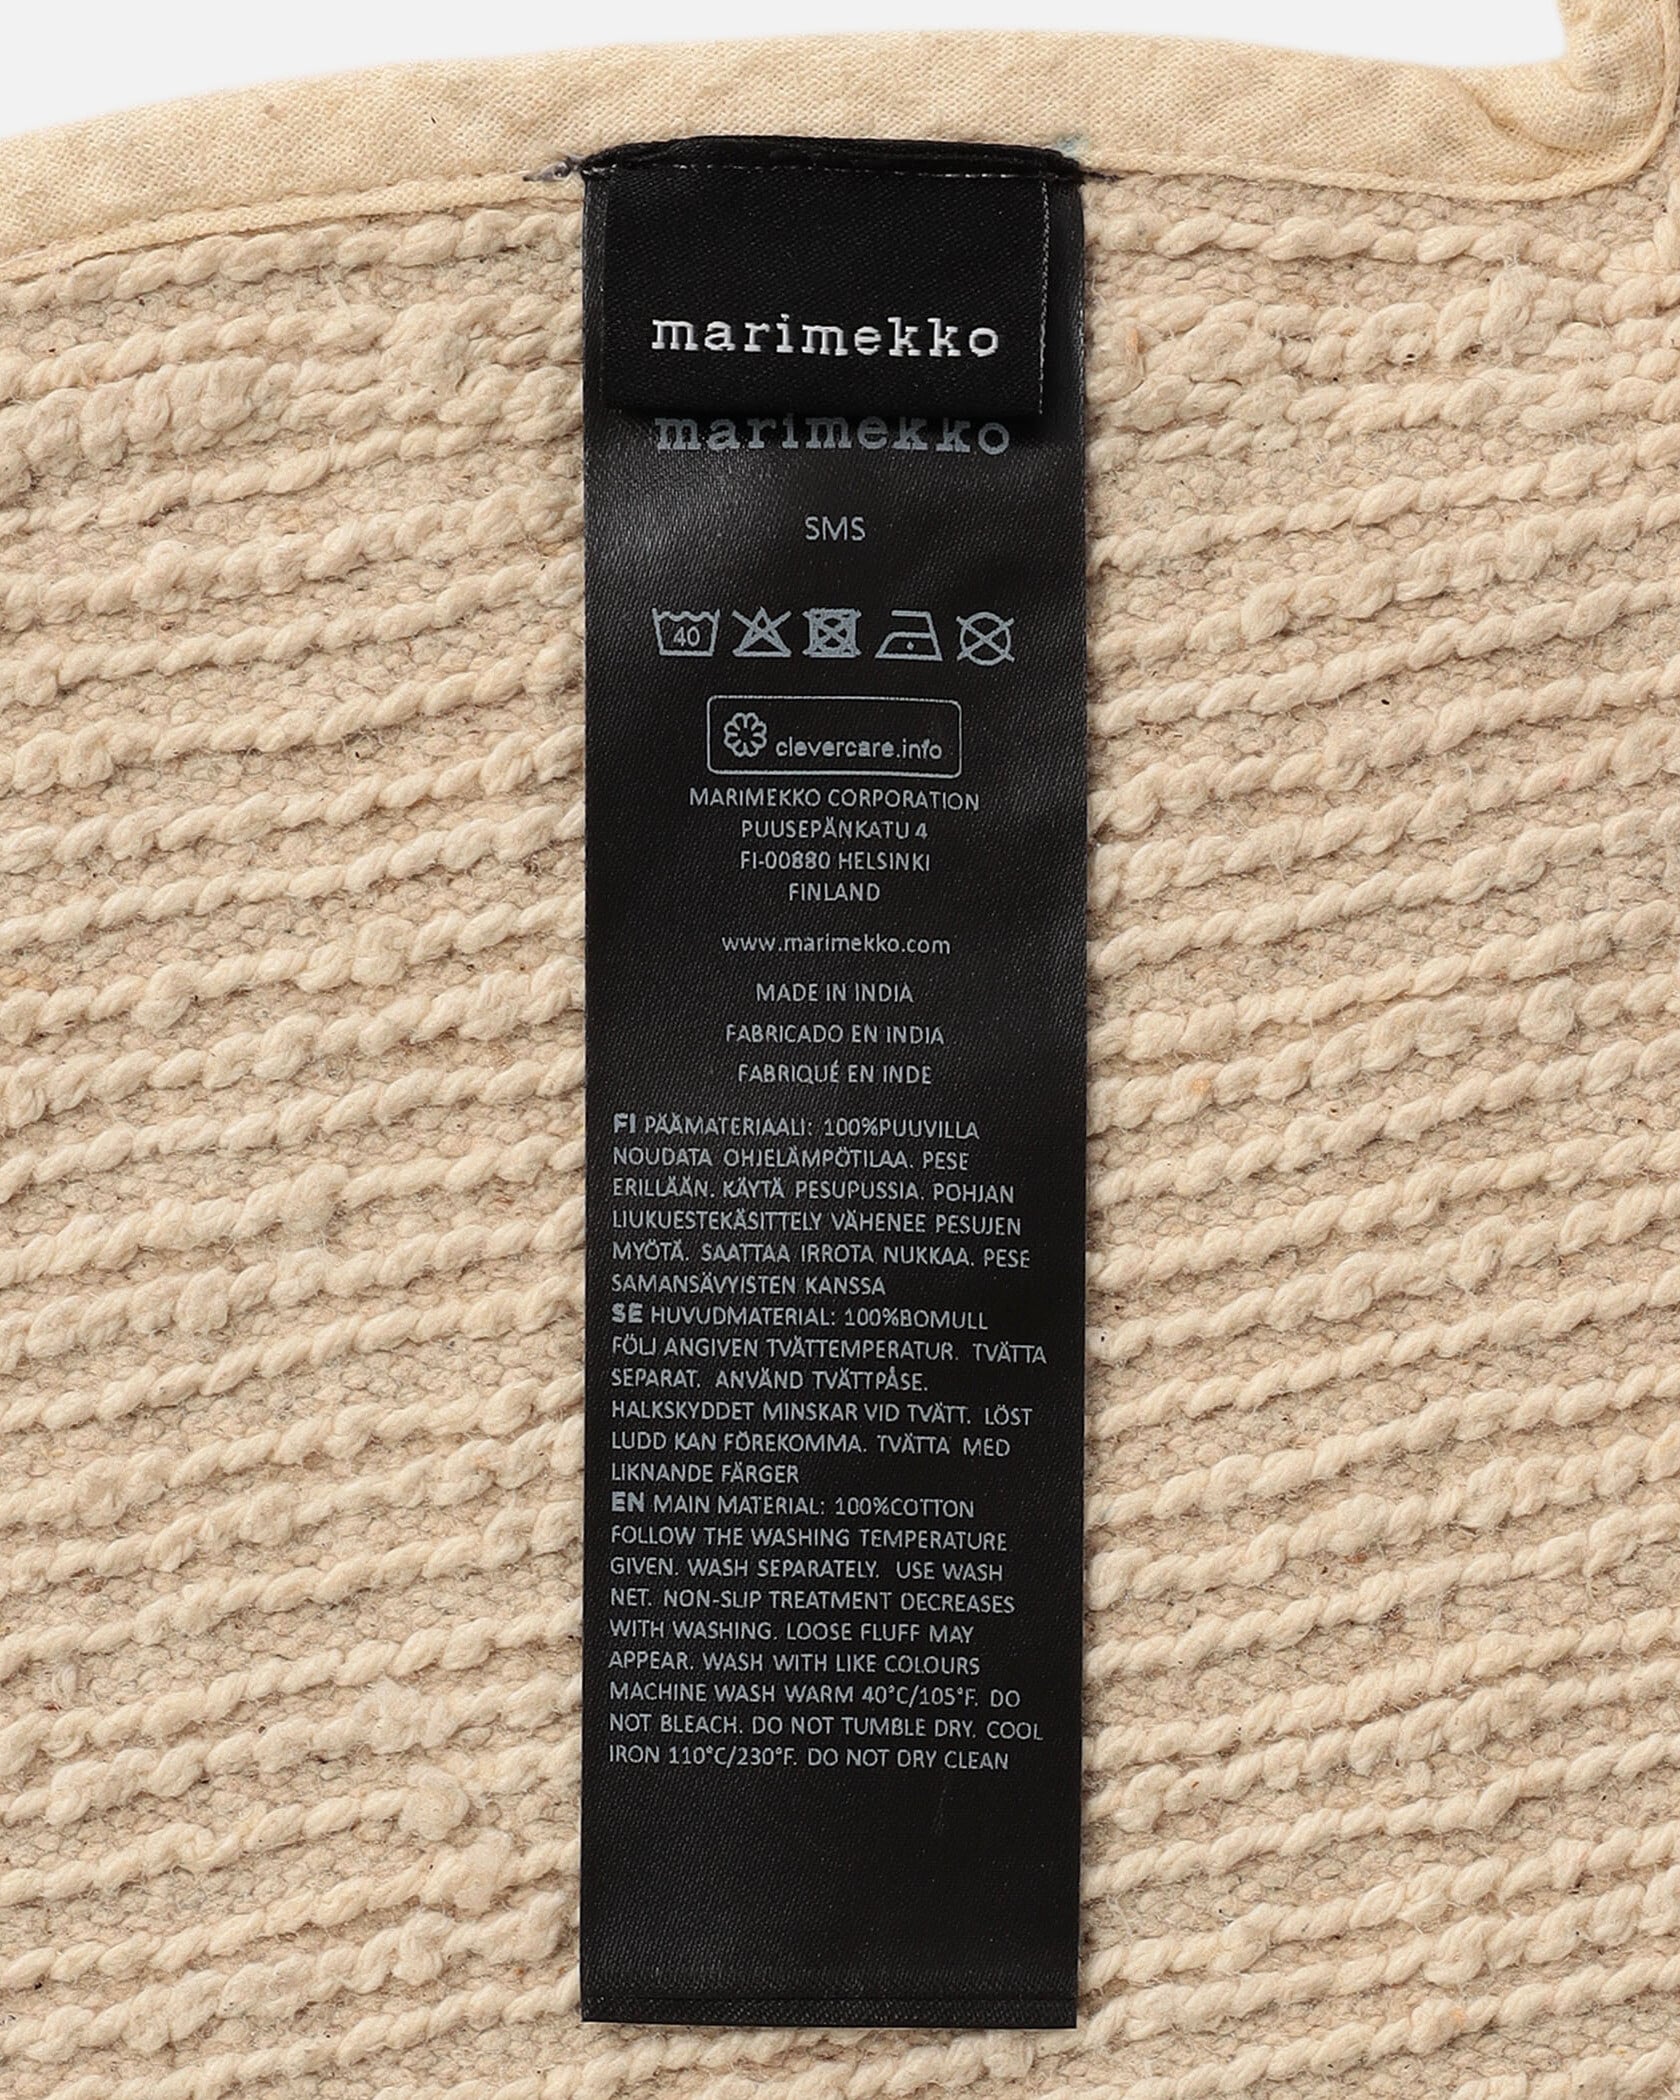 marimekko
marimekko
SMS
40
clevercare.info
MARIMEKKO CORPORATION
PUUSEPÄNKATU 4
FI-00880 HELSINKI
FINLAND
www.marimekko.com
MADE IN INDIA
FABRICADO EN INDIA
FABRIQUÉ EN INDE
FI PÄÄMATERIAALI: 100%PUUVILLA
NOUDATA OHJELÄMPÖTILAA. PESE
ERILLÄÄN. KÄYTÄ PESUPUSSIA. POHJAN
LIUKUESTEKÄSITTELY VÄHENEE PESUJEN
MYÖTÄ. SAATTAA IRROTA NUKKAA. PESE
SAMANSÄVYISTEN KANSSA
SE HUVUDMATERIAL: 100%BOMULL
FÖLJ ANGIVEN TVÄTTEMPERATUR. TVÄTTA
SEPARAT. ANVÄND TVÄTTPÅSE.
HALKSKYDDET MINSKAR VID TVÄTT. LÖST
LUDD KAN FÖREKOMMA. TVÄTTA MED
LIKNANDE FÄRGER
EN MAIN MATERIAL: 100%COTTON
FOLLOW THE WASHING TEMPERATURE
GIVEN. WASH SEPARATELY. USE WASH
NET. NON-SLIP TREATMENT DECREASES
WITH WASHING. LOOSE FLUFF MAY
APPEAR. WASH WITH LIKE COLOURS
MACHINE WASH WARM 40°C/105°F. DO
NOT BLEACH. DO NOT TUMBLE DRY. COOL
IRON 110°C/230°F. DO NOT DRY CLEAN